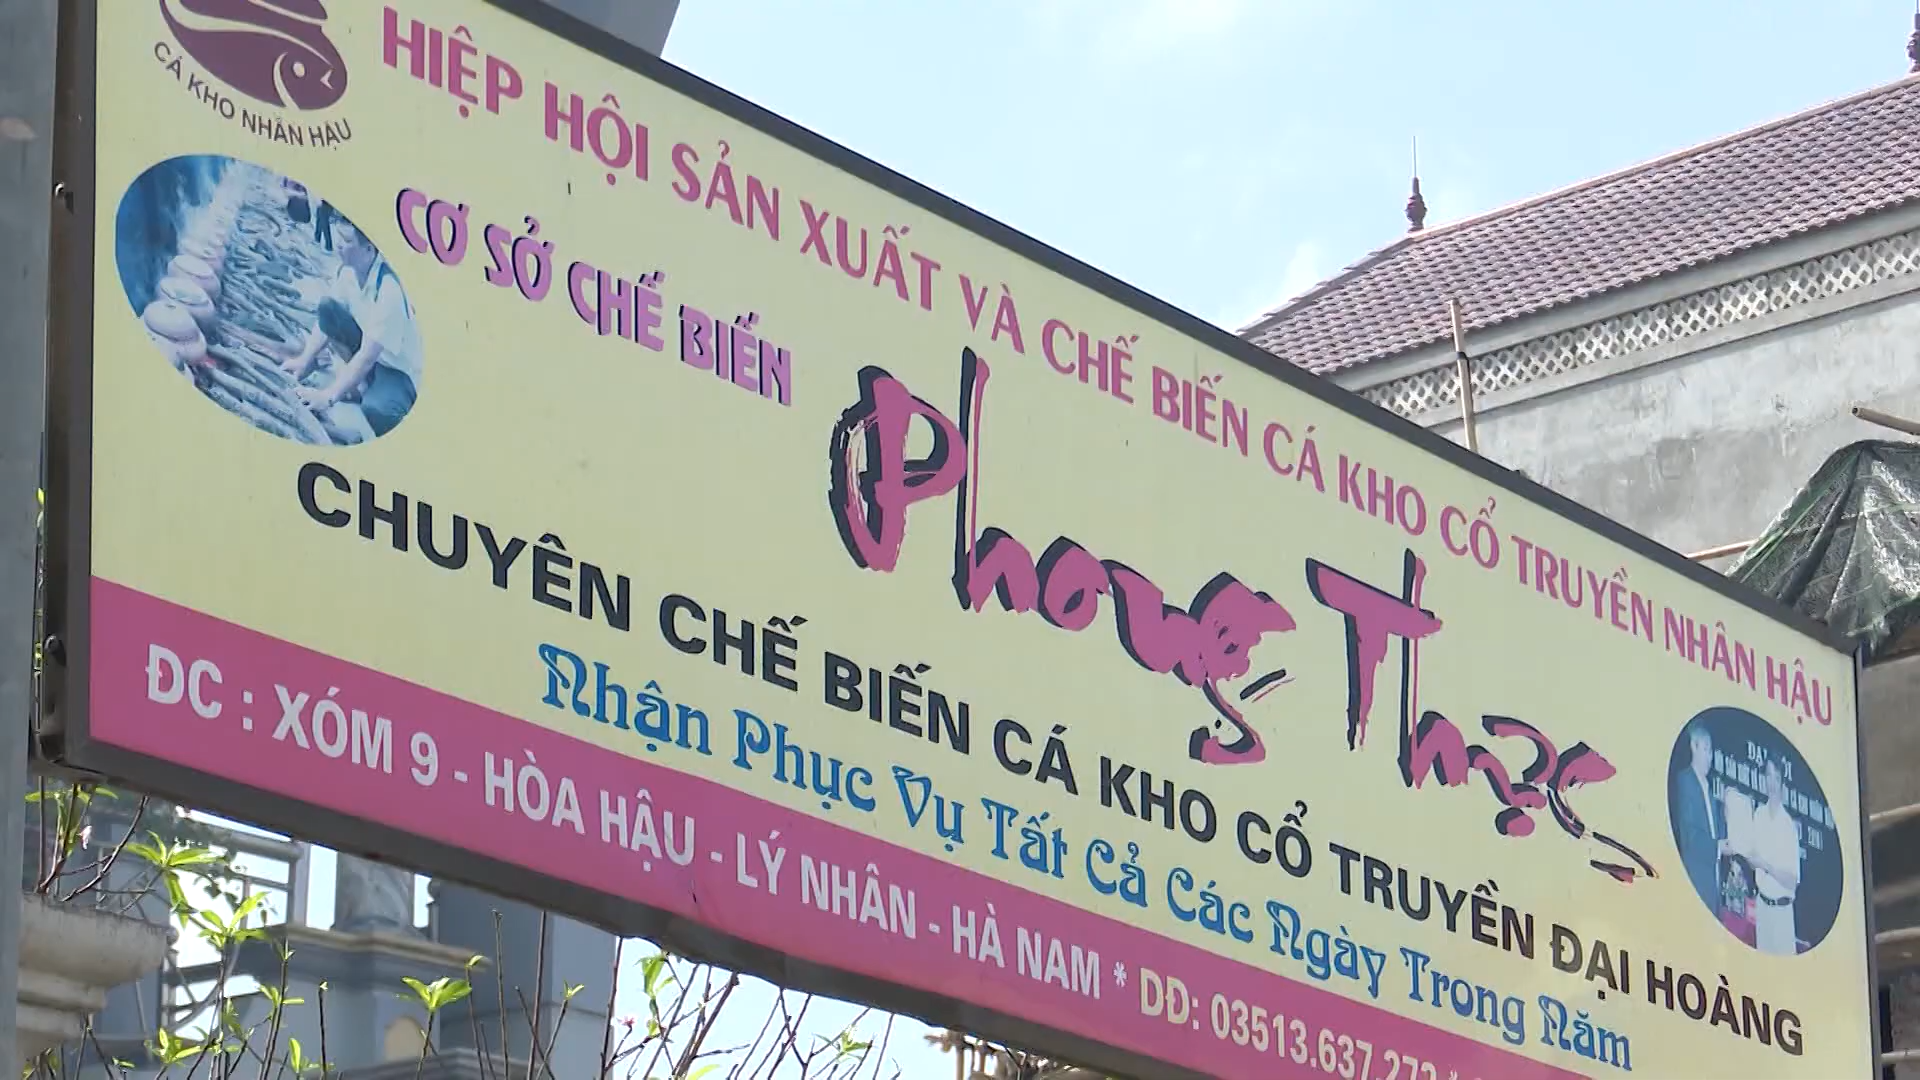 CÁ KHO NHÂN HẬU
HIỆP HỘI SẢN XUẤT VÀ CHẾ BIẾN CÁ KHO CỔ TRUYỀN NHÂN HẬU
CƠ SỞ CHẾ BIẾN
Phong Thục
CHUYÊN CHẾ BIẾN CÁ KHO CỔ TRUYỀN ĐẠI HOÀNG
Nhận Phục Vụ Tất Cả Các Ngày Trong Năm
ĐC : XÓM 9 - HÒA HẬU - LÝ NHÂN - HÀ NAM * DĐ: 03513.637.272